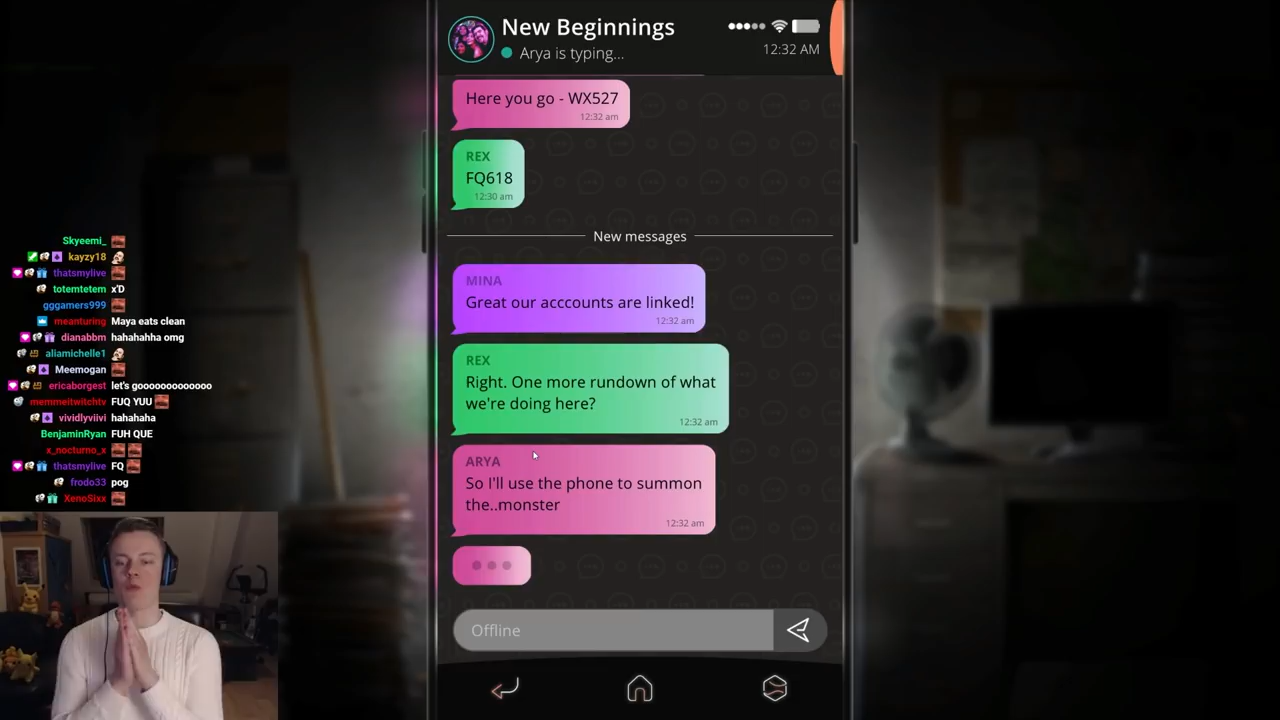 New Beginnings
Arya is typing...
12:32 AM
Here you go - WX527
12:32 am
REX
FQ618
12:30 am
New messages
MINA
Great our acccounts are linked!
12:32 am
REX
Right. One more rundown of what
we're doing here?
12:32 am
ARYA
So I'll use the phone to summon
the..monster
12:32 am
Offline
Skyeemi_
kayzy18
thatsmylive
totemtetem x'D
gggamers999
meanturing Maya eats clean
dianabbm hahahahha omg
aliamichelle1
Meemogan
ericaborgest let's goooooooooooo
memmeitwitchtv FUQ YUU
vividlyviivi hahahaha
BenjaminRyan FUH QUE
x_nocturno_x
thatsmylive FQ
frodo33 pog
XenoSixx